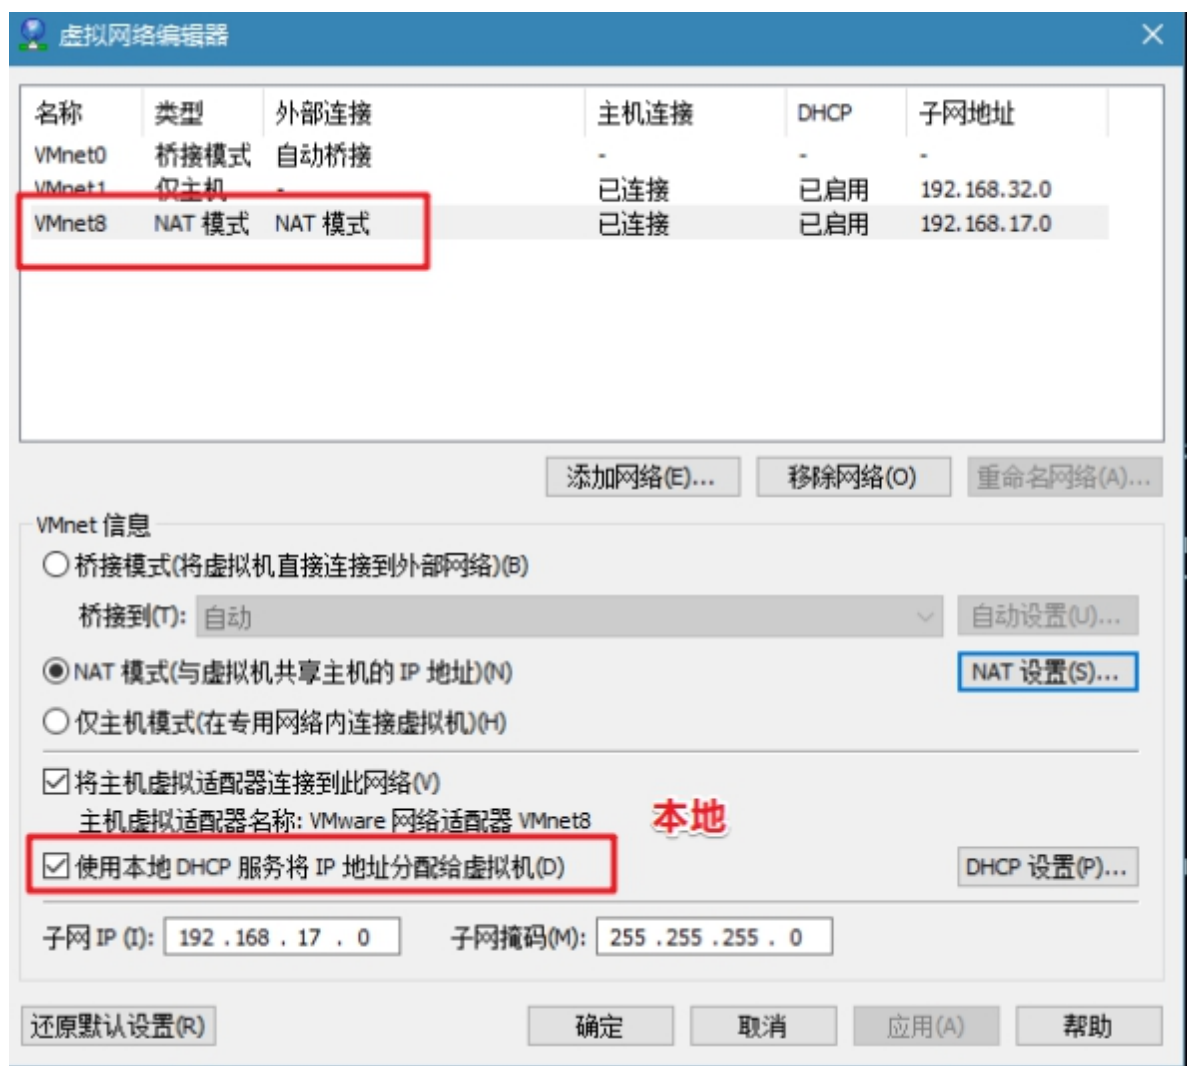 虚拟网络编辑器
名称 类型 外部连接 主机连接 DHCP 子网地址
VMnet0 桥接模式 自动桥接 - - -
VMnet1 仅主机 - 已连接 已启用 192.168.32.0
VMnet8 NAT 模式 NAT 模式 已连接 已启用 192.168.17.0
添加网络(E)... 移除网络(O) 重命名网络(A)...
VMnet 信息
桥接模式(将虚拟机直接连接到外部网络)(B)
桥接到(T): 自动 自动设置(U)...
NAT 模式(与虚拟机共享主机的 IP 地址)(N) NAT 设置(S)...
仅主机模式(在专用网络内连接虚拟机)(H)
将主机虚拟适配器连接到此网络(V)
主机虚拟适配器名称: VMware 网络适配器 VMnet8 本地
使用本地 DHCP 服务将 IP 地址分配给虚拟机(D) DHCP 设置(P)...
子网 IP (I): 192 . 168 . 17 . 0 子网掩码(M): 255 . 255 . 255 . 0
还原默认设置(R) 确定 取消 应用(A) 帮助